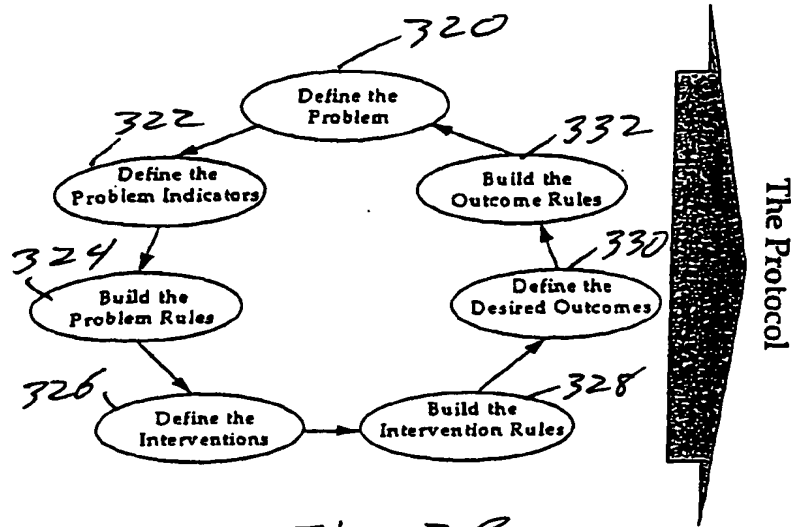 320
Define the
Problem
322
332
Define the
Problem Indicators
Build the
Outcome Rules
324
330
Build the
Problem Rules
Define the
Desired Outcomes
326
328
Define the
Interventions
Build the
Intervention Rules
The Protocol